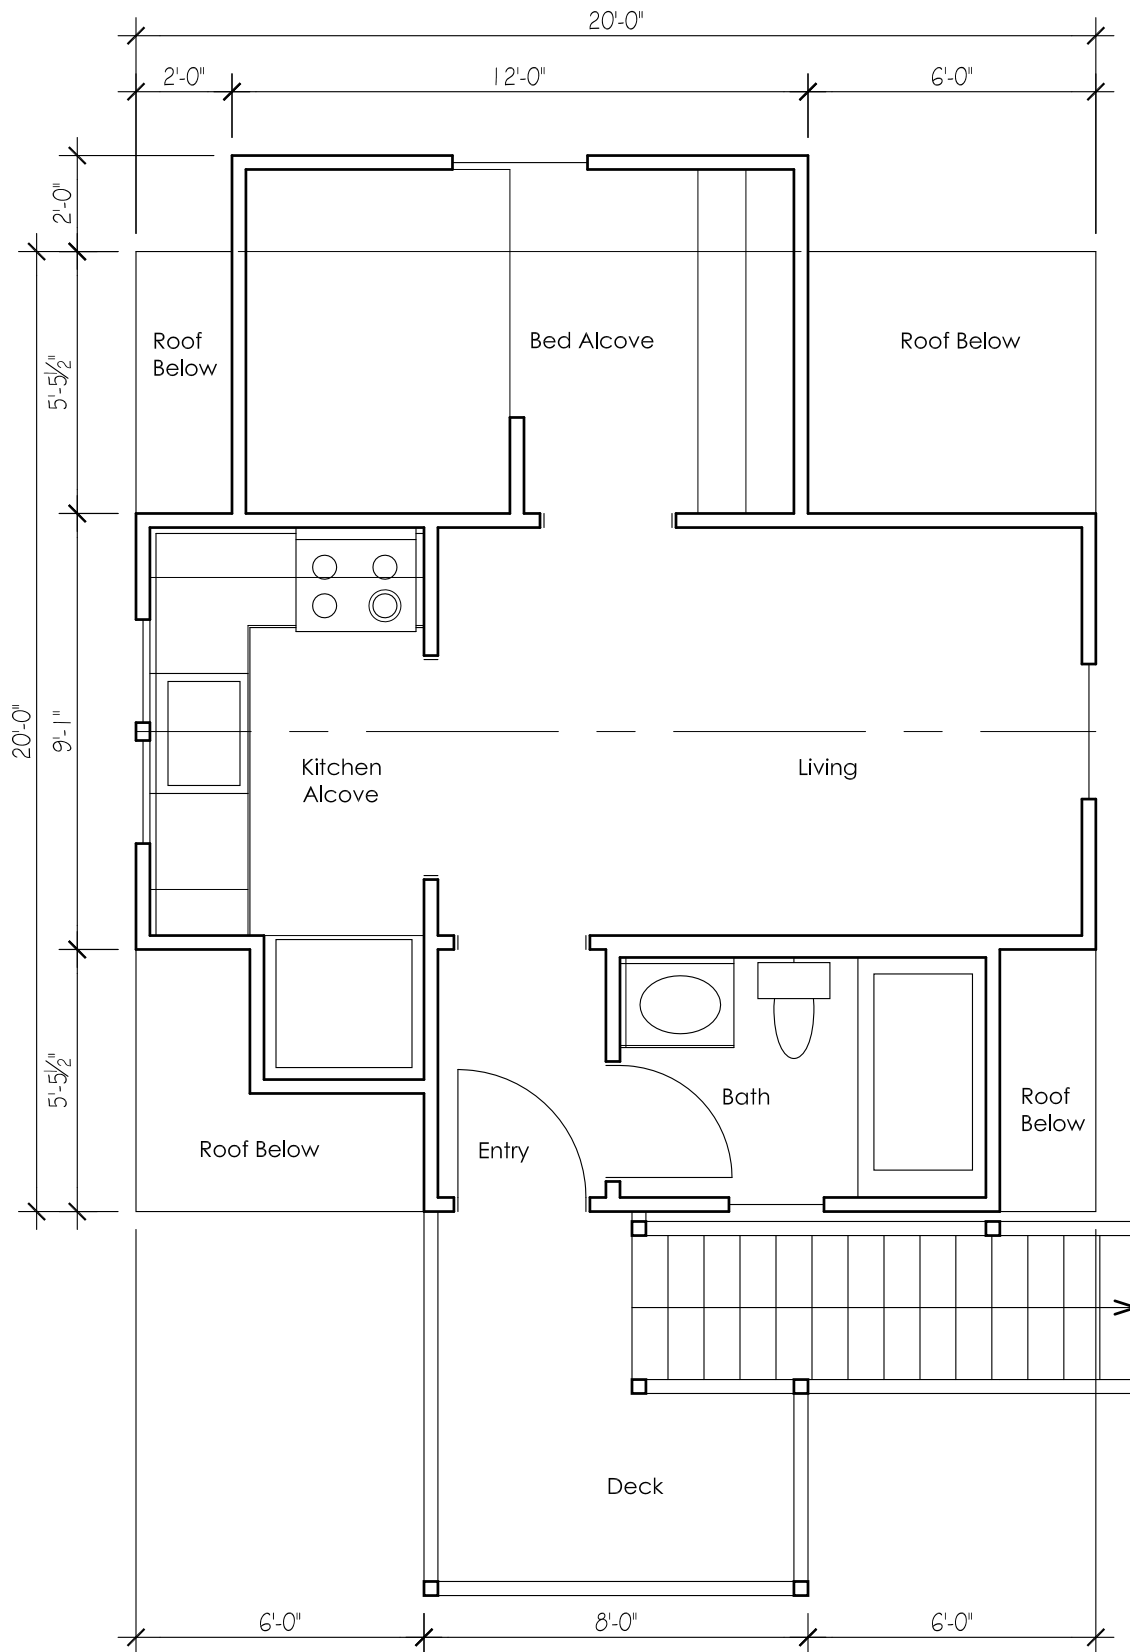 20'-0"
2'-0"
12'-0"
6'-0"
2'-0"
Roof
Below
Bed Alcove
Roof Below
5'-5½"
20'-0"
9'-1"
Kitchen
Alcove
Living
5'-5½"
Roof Below
Entry
Bath
Roof
Below
Deck
6'-0"
8'-0"
6'-0"